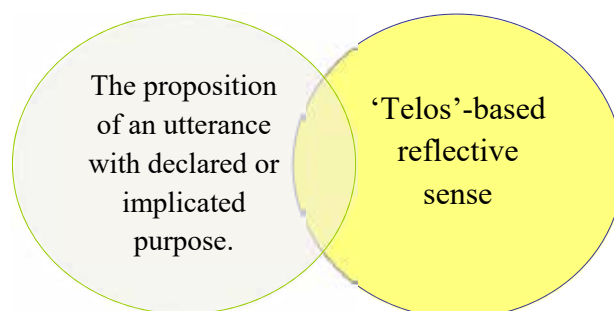 The proposition
of an utterance
with declared or
implicated
purpose.
‘Telos’-based
reflective
sense